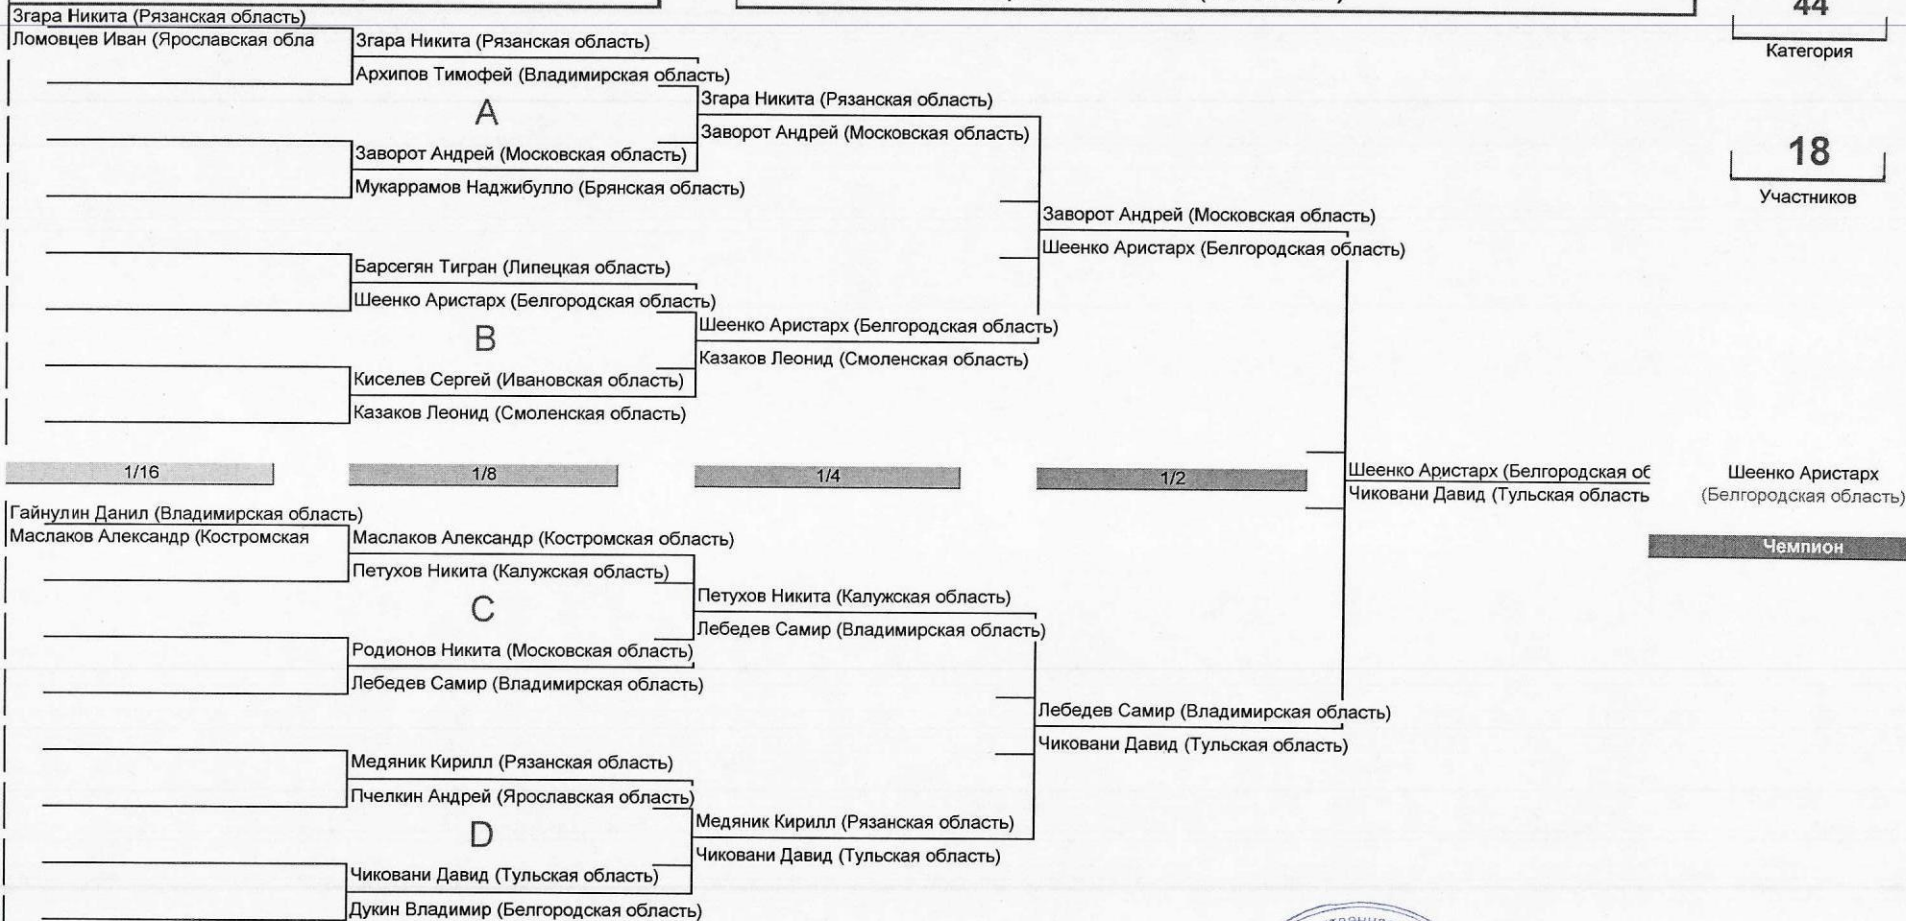 44
Категория
18
Участников
Згара Никита (Рязанская область)
Ломовцев Иван (Ярославская обла
Згара Никита (Рязанская область)
Архипов Тимофей (Владимирская область)
A
Згара Никита (Рязанская область)
Заворот Андрей (Московская область)
Заворот Андрей (Московская область)
Мукаррамов Наджибулло (Брянская область)
Заворот Андрей (Московская область)
Шеенко Аристарх (Белгородская область)
Барсегян Тигран (Липецкая область)
Шеенко Аристарх (Белгородская область)
B
Шеенко Аристарх (Белгородская область)
Казаков Леонид (Смоленская область)
Киселев Сергей (Ивановская область)
Казаков Леонид (Смоленская область)
1/16
1/8
1/4
1/2
Шеенко Аристарх (Белгородская об
Чиковани Давид (Тульская область
Шеенко Аристарх
(Белгородская область)
Чемпион
Гайнулин Данил (Владимирская область)
Маслаков Александр (Костромская
Маслаков Александр (Костромская область)
Петухов Никита (Калужская область)
C
Петухов Никита (Калужская область)
Лебедев Самир (Владимирская область)
Родионов Никита (Московская область)
Лебедев Самир (Владимирская область)
Лебедев Самир (Владимирская область)
Чиковани Давид (Тульская область)
Медяник Кирилл (Рязанская область)
Пчелкин Андрей (Ярославская область)
D
Медяник Кирилл (Рязанская область)
Чиковани Давид (Тульская область)
Чиковани Давид (Тульская область)
Дукин Владимир (Белгородская область)